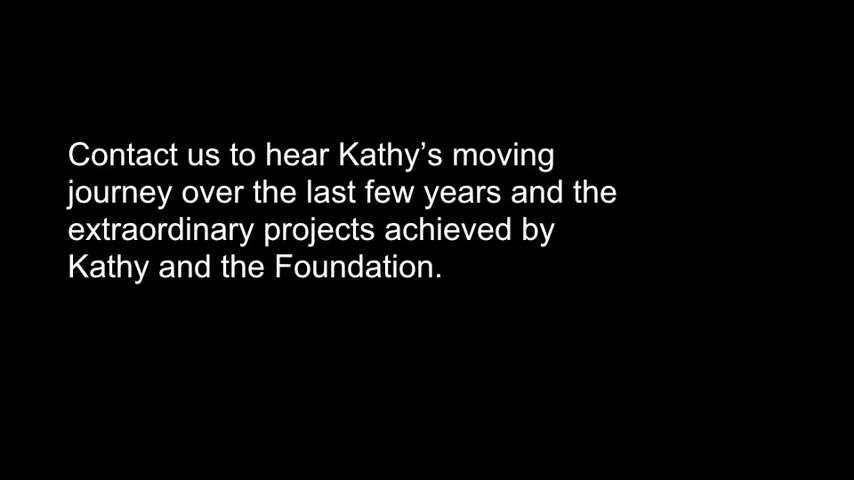 Contact us to hear Kathy’s moving
journey over the last few years and the
extraordinary projects achieved by
Kathy and the Foundation.